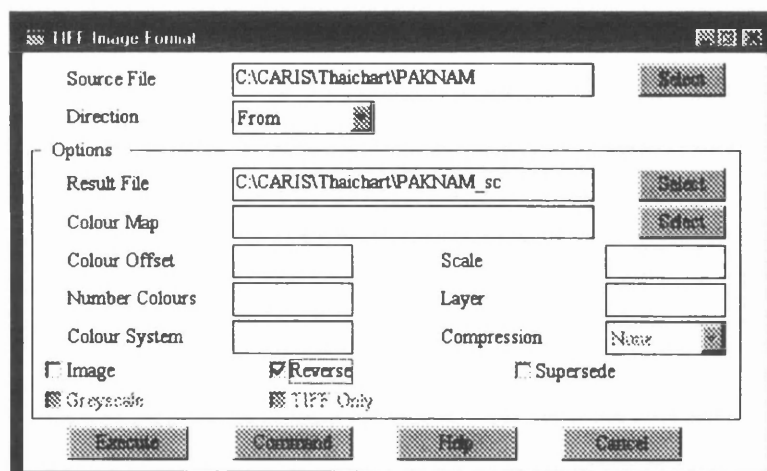 TIFF Image Format
Source File C:\CARIS\Thaichart\PAKNAM Select
Direction From
Options
Result File C:\CARIS\Thaichart\PAKNAM_sc Select
Colour Map Select
Colour Offset Scale
Number Colours Layer
Colour System Compression None
Image Reverse Supersede
Greyscale TIFF Only
Execute Command Help Cancel